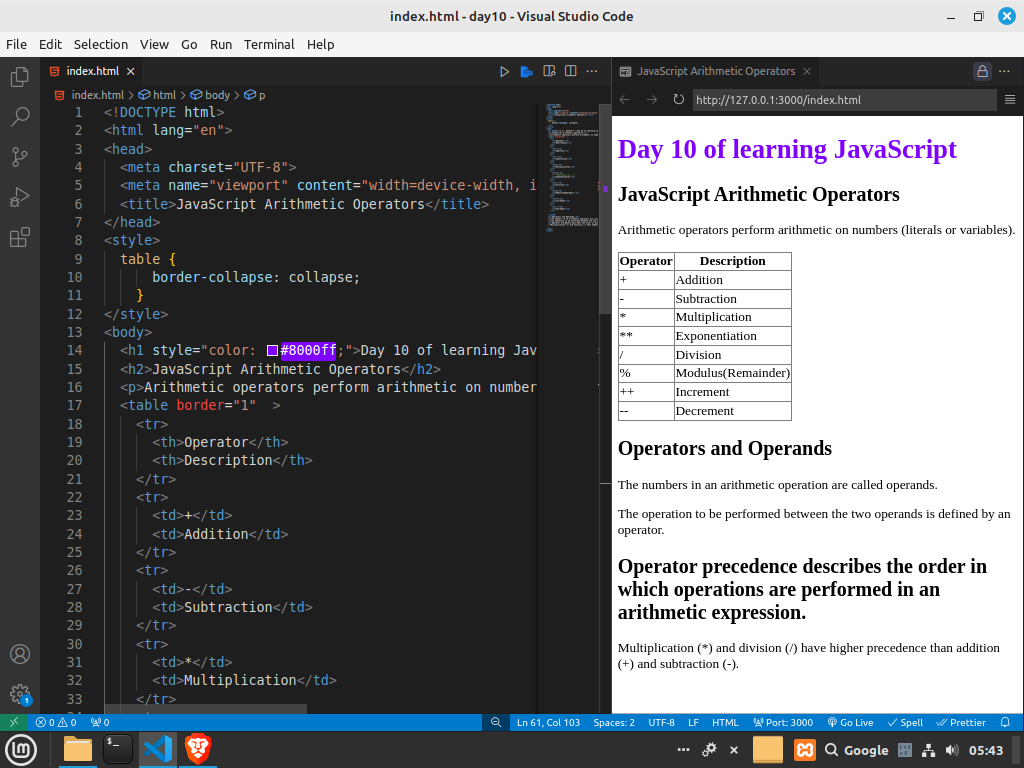 index.html - day10 - Visual Studio Code
File Edit Selection View Go Run Terminal Help
index.html
JavaScript Arithmetic Operators
index.html > html > body > p
http://127.0.0.1:3000/index.html
1 <!DOCTYPE html>
2 <html lang="en">
3 <head>
4 <meta charset="UTF-8">
5 <meta name="viewport" content="width=device-width, i
6 <title>JavaScript Arithmetic Operators</title>
7 </head>
8 <style>
9 table {
10 border-collapse: collapse;
11 }
12 </style>
13 <body>
14 <h1 style="color: #8000ff;">Day 10 of learning Jav
15 <h2>JavaScript Arithmetic Operators</h2>
16 <p>Arithmetic operators perform arithmetic on number
17 <table border="1" >
18 <tr>
19 <th>Operator</th>
20 <th>Description</th>
21 </tr>
22 <tr>
23 <td>+</td>
24 <td>Addition</td>
25 </tr>
26 <tr>
27 <td>-</td>
28 <td>Subtraction</td>
29 </tr>
30 <tr>
31 <td>*</td>
32 <td>Multiplication</td>
33 </tr>
Day 10 of learning JavaScript
JavaScript Arithmetic Operators
Arithmetic operators perform arithmetic on numbers (literals or variables).
Operator Description
+ Addition
- Subtraction
* Multiplication
** Exponentiation
/ Division
% Modulus(Remainder)
++ Increment
-- Decrement
Operators and Operands
The numbers in an arithmetic operation are called operands.
The operation to be performed between the two operands is defined by an
operator.
Operator precedence describes the order in
which operations are performed in an
arithmetic expression.
Multiplication (*) and division (/) have higher precedence than addition
(+) and subtraction (-).
1
0 0 0 Ln 61, Col 103 Spaces: 2 UTF-8 LF HTML Port: 3000 Go Live Spell Prettier
Google 05:43